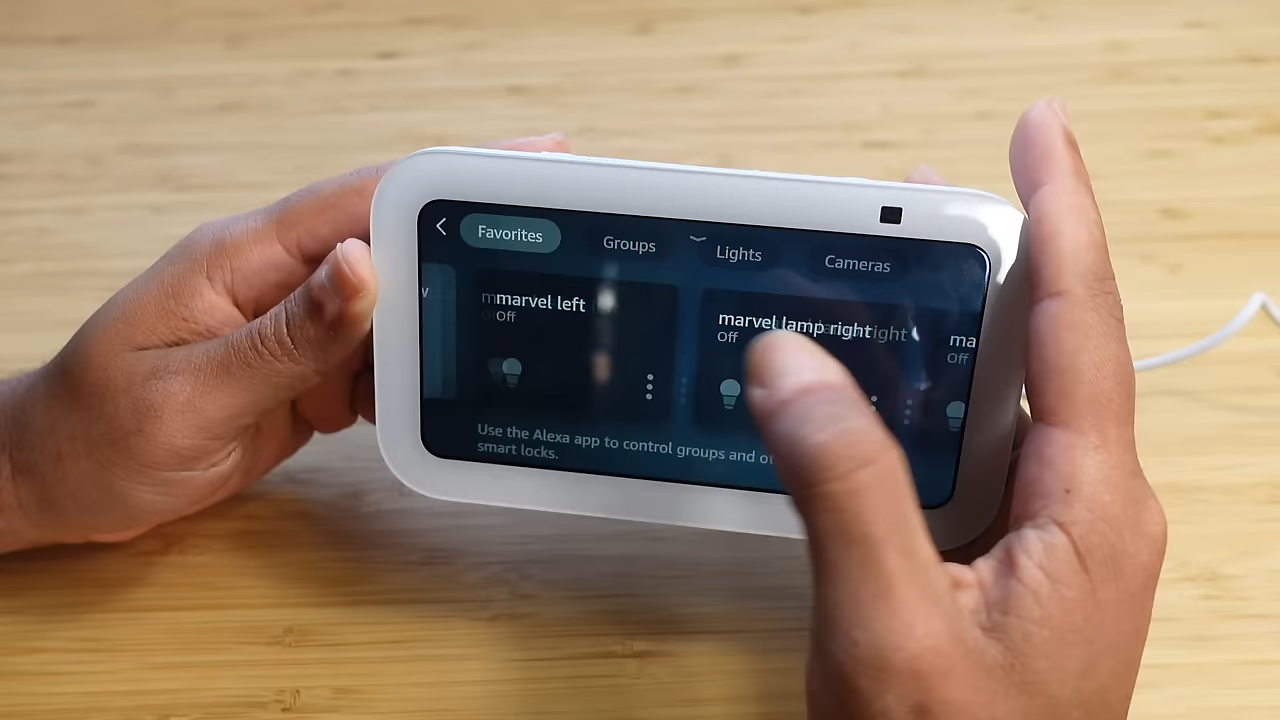 Favorites
Groups
Lights
Cameras
marvel left
Off
marvel lamp right
Off
ma
Off
Use the Alexa app to control groups and
smart locks.